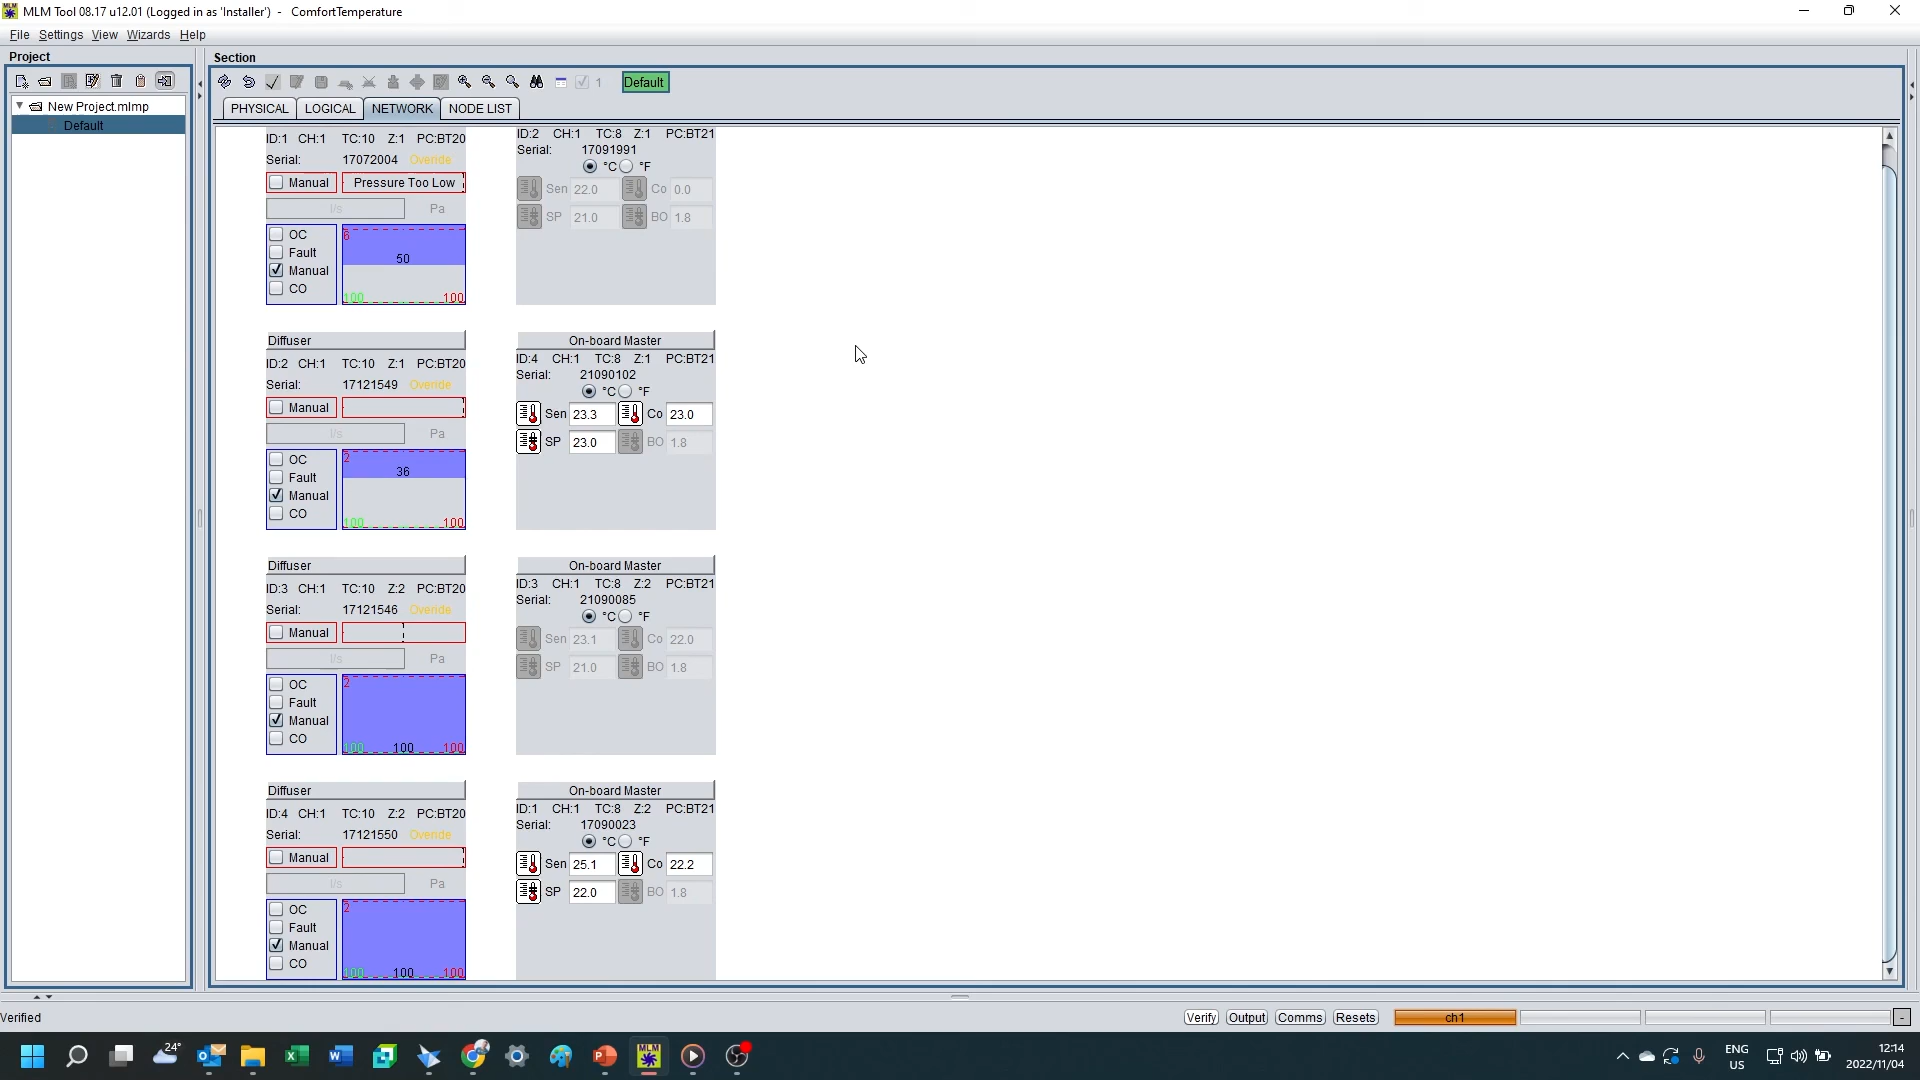 MLM Tool 08.17 u12.01 (Logged in as 'Installer') - ComfortTemperature
File Settings View Wizards Help
Project
Section
1 Default
New Project.mlmp
Default
PHYSICAL LOGICAL NETWORK NODE LIST
ID:1 CH:1 TC:10 Z:1 PC:BT20
Serial: 17072004 Override
Manual Pressure Too Low
l/s Pa
OC
Fault
Manual
CO
6
50
100 100
ID:2 CH:1 TC:8 Z:1 PC:BT21
Serial: 17091991
°C °F
Sen 22.0 Co 0.0
SP 21.0 BO 1.8
Diffuser
ID:2 CH:1 TC:10 Z:1 PC:BT20
Serial: 17121549 Override
Manual
l/s Pa
OC
Fault
Manual
CO
2
36
100 100
On-board Master
ID:4 CH:1 TC:8 Z:1 PC:BT21
Serial: 21090102
°C °F
Sen 23.3 Co 23.0
SP 23.0 BO 1.8
Diffuser
ID:3 CH:1 TC:10 Z:2 PC:BT20
Serial: 17121546 Override
Manual
l/s Pa
OC
Fault
Manual
CO
2
100 100 100
On-board Master
ID:3 CH:1 TC:8 Z:2 PC:BT21
Serial: 21090085
°C °F
Sen 23.1 Co 22.0
SP 21.0 BO 1.8
Diffuser
ID:4 CH:1 TC:10 Z:2 PC:BT20
Serial: 17121550 Override
Manual
l/s Pa
OC
Fault
Manual
CO
2
100 100 100
On-board Master
ID:1 CH:1 TC:8 Z:2 PC:BT21
Serial: 17090023
°C °F
Sen 25.1 Co 22.2
SP 22.0 BO 1.8
Verified
Verify Output Comms Resets ch1 -
24°
MLM
ENG
US
12:14
2022/11/04